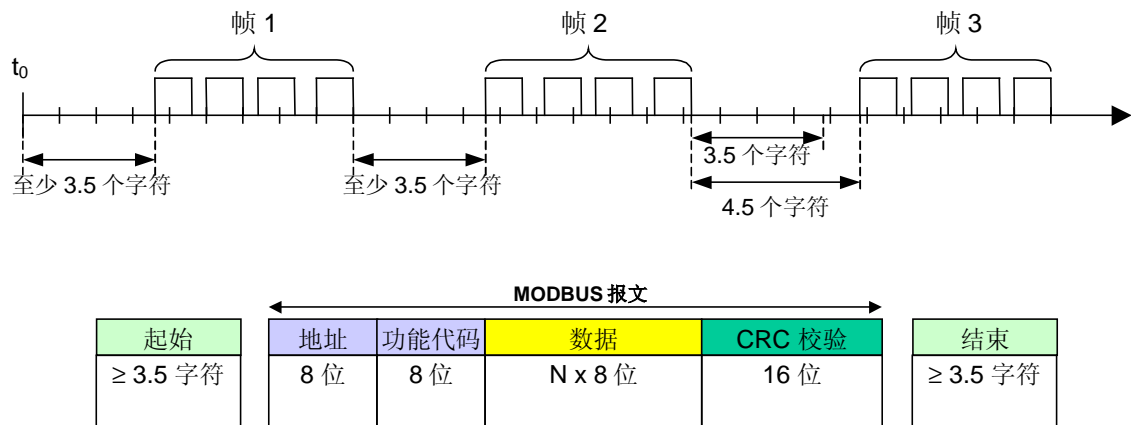 帧 1 帧 2 帧 3
t0
至少 3.5 个字符 至少 3.5 个字符 3.5 个字符
4.5 个字符
MODBUS 报文
起始 地址 功能代码 数据 CRC 校验 结束
≥ 3.5 字符 8 位 8 位 N x 8 位 16 位 ≥ 3.5 字符